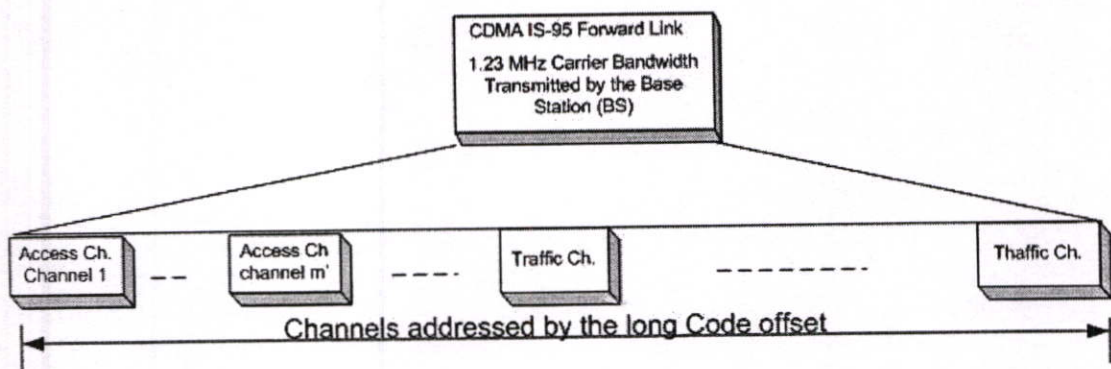 CDMA IS-95 Forward Link
1.23 MHz Carrier Bandwidth
Transmitted by the Base
Station (BS)
Access Ch.
Channel 1
Access Ch
channel m'
Traffic Ch.
Thaffic Ch.
Channels addressed by the long Code offset